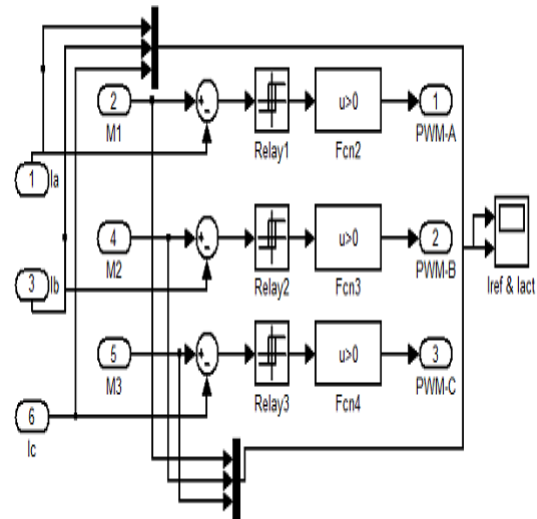 2
M1
Relay1
u>0
Fcn2
1
PWM-A
1
Ia
4
M2
Relay2
u>0
Fcn3
2
PWM-B
Iref & Iact
3
Ib
5
M3
Relay3
u>0
Fcn4
3
PWM-C
6
Ic